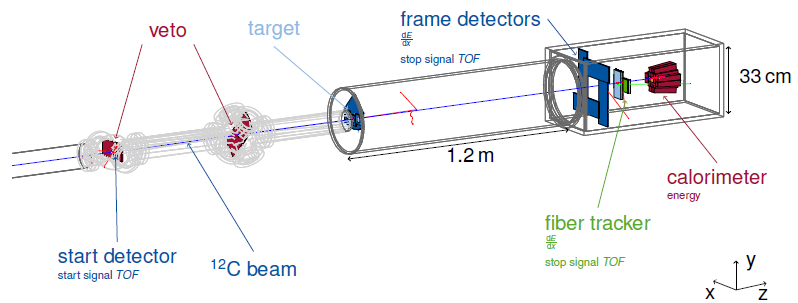 veto
target
frame detectors
dE
dx
stop signal TOF
33 cm
1.2 m
calorimeter
energy
fiber tracker
dE
dx
stop signal TOF
start detector
start signal TOF
¹²C beam
y
x
z